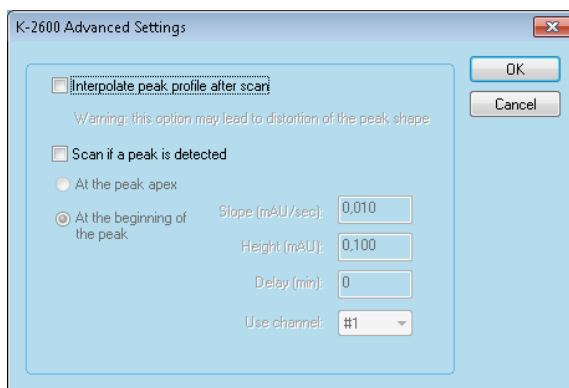 K-2600 Advanced Settings
OK
Cancel
Interpolate peak profile after scan
Warning: this option may lead to distortion of the peak shape
Scan if a peak is detected
At the peak apex
At the beginning of
the peak
Slope (mAU/sec): 0,010
Height (mAU): 0,100
Delay (min): 0
Use channel: #1